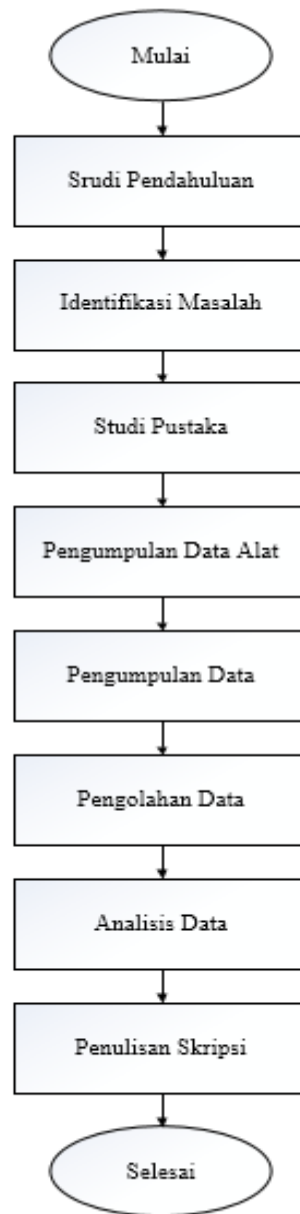 Mulai
Srudi Pendahuluan
Identifikasi Masalah
Studi Pustaka
Pengumpulan Data Alat
Pengumpulan Data
Pengolahan Data
Analisis Data
Penulisan Skripsi
Selesai